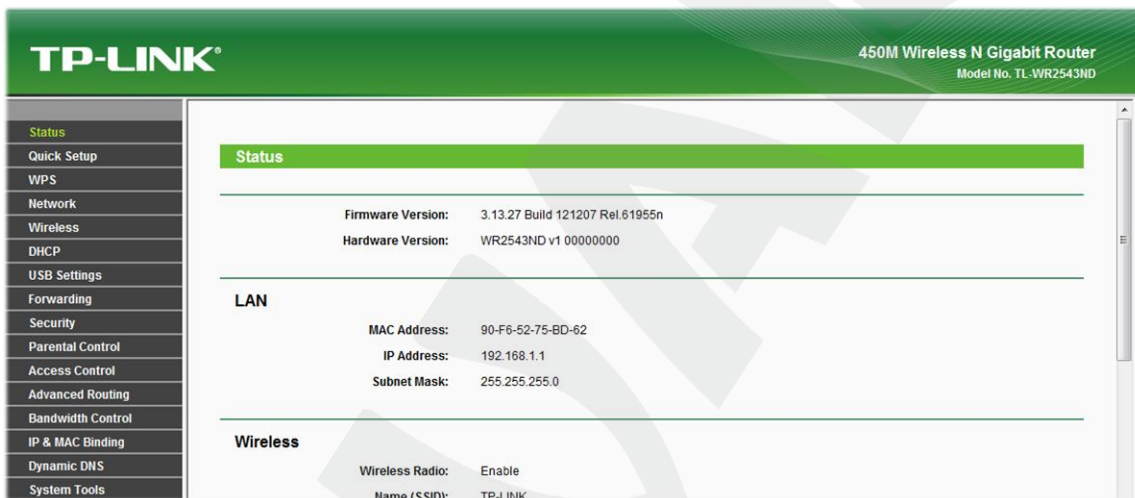 TP-LINK®
450M Wireless N Gigabit Router
Model No. TL-WR2543ND
Status
Quick Setup
WPS
Network
Wireless
DHCP
USB Settings
Forwarding
Security
Parental Control
Access Control
Advanced Routing
Bandwidth Control
IP & MAC Binding
Dynamic DNS
System Tools
Status
Firmware Version: 3.13.27 Build 121207 Rel.61955n
Hardware Version: WR2543ND v1 00000000
LAN
MAC Address: 90-F6-52-75-BD-62
IP Address: 192.168.1.1
Subnet Mask: 255.255.255.0
Wireless
Wireless Radio: Enable
Name (SSID): TP-LINK